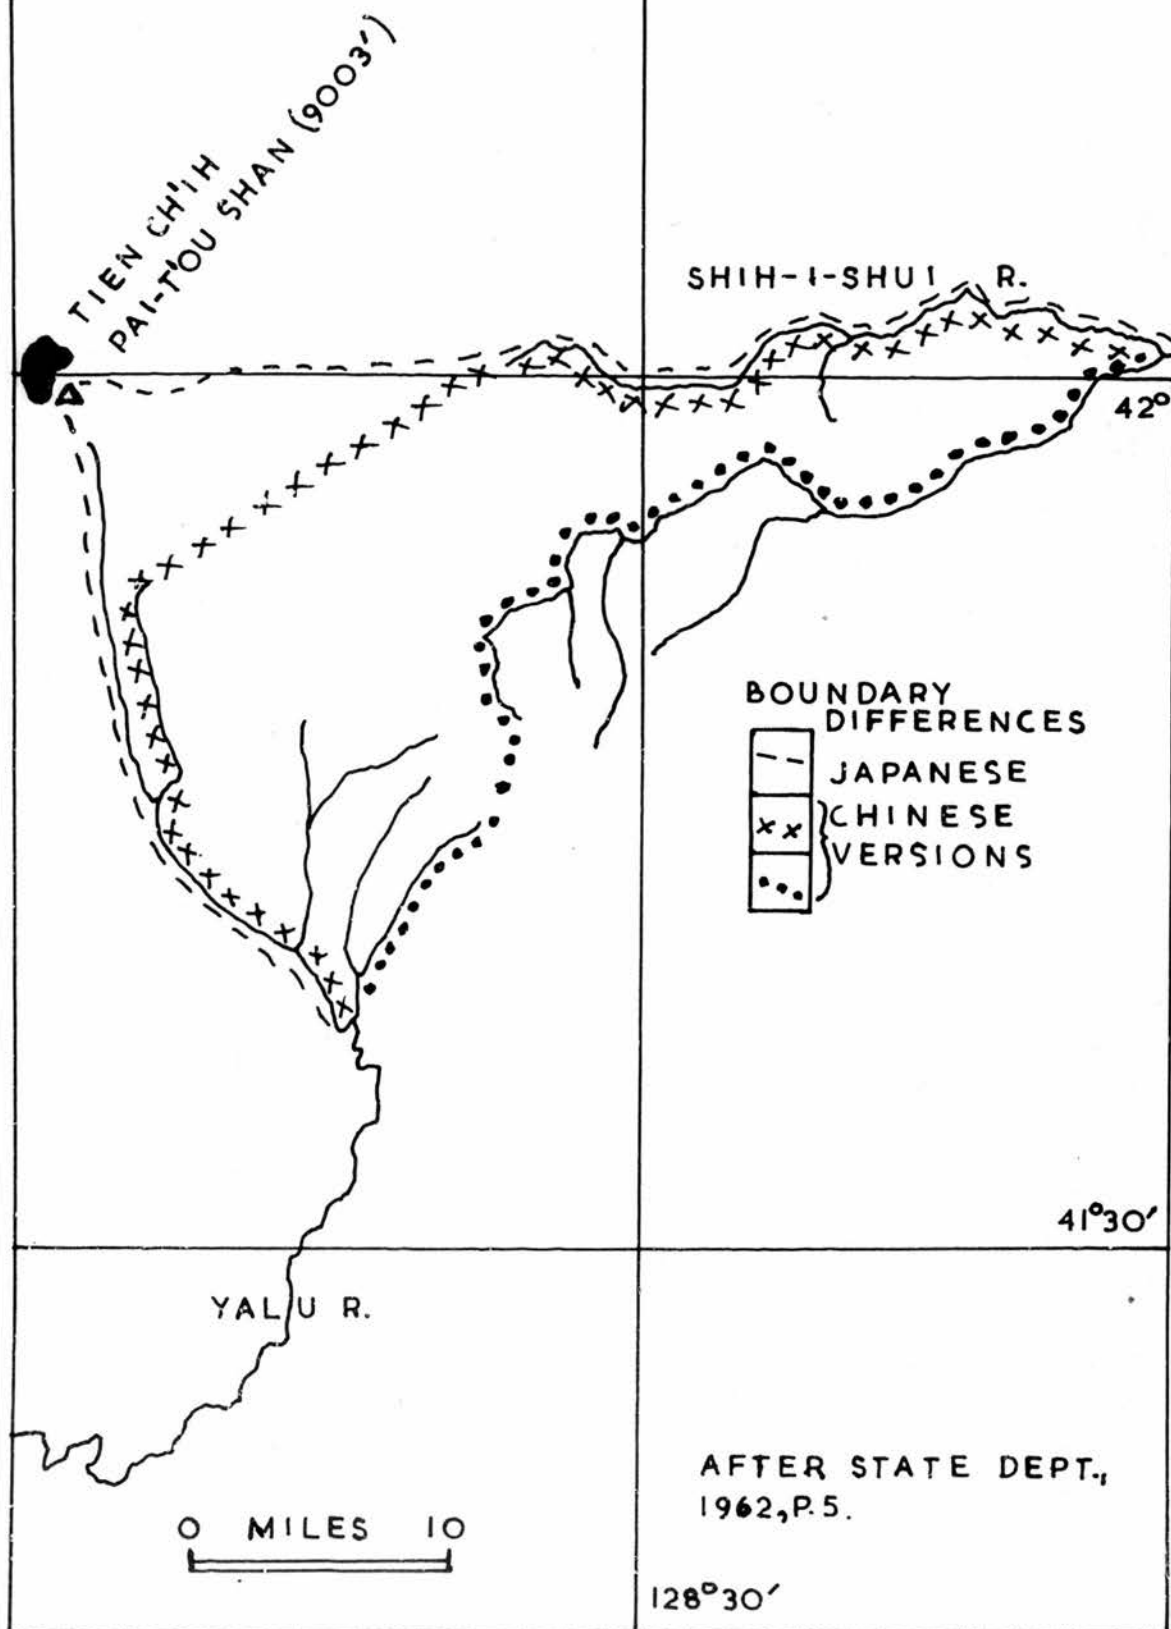 TIEN CH'IH
PAI-T'OU SHAN (9003')
SHIH-I-SHUI R.
42°
BOUNDARY
DIFFERENCES
JAPANESE
CHINESE
VERSIONS
41°30'
YALU R.
AFTER STATE DEPT.,
1962, P.5.
0 MILES 10
128°30'